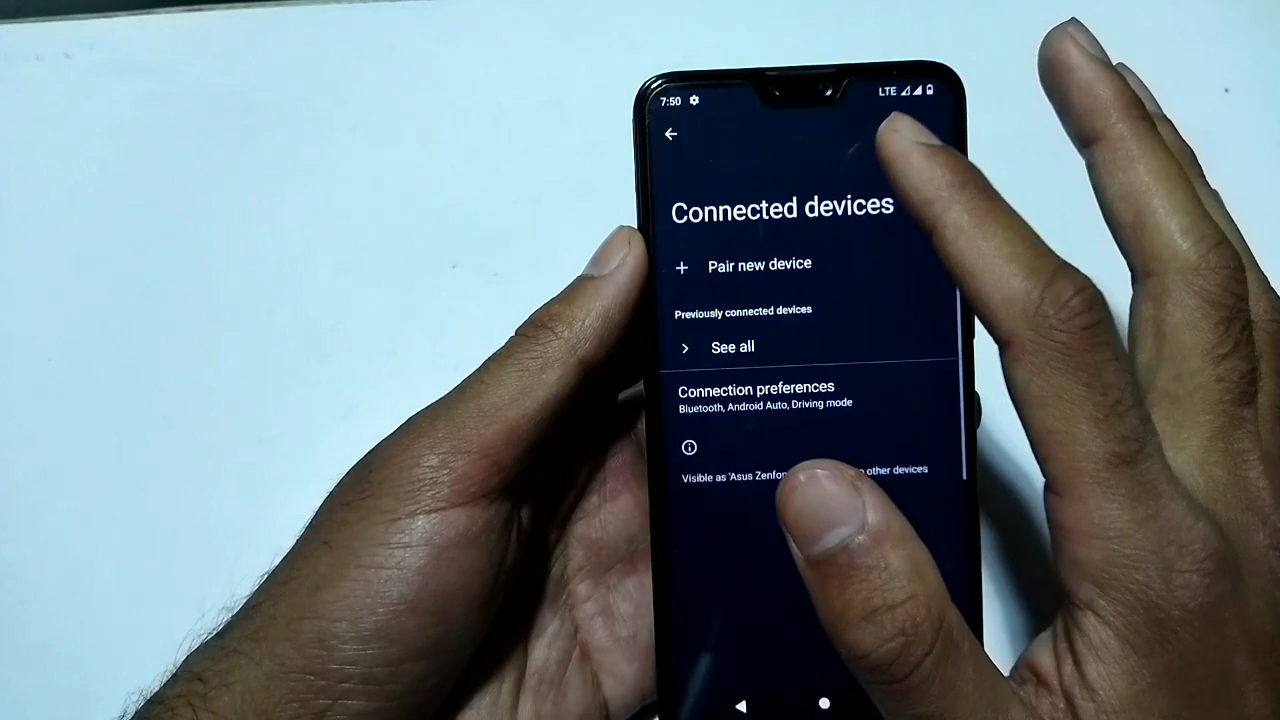 7:50 LTE
Connected devices
Pair new device
Previously connected devices
See all
Connection preferences
Bluetooth, Android Auto, Driving mode
Visible as 'Asus other devices